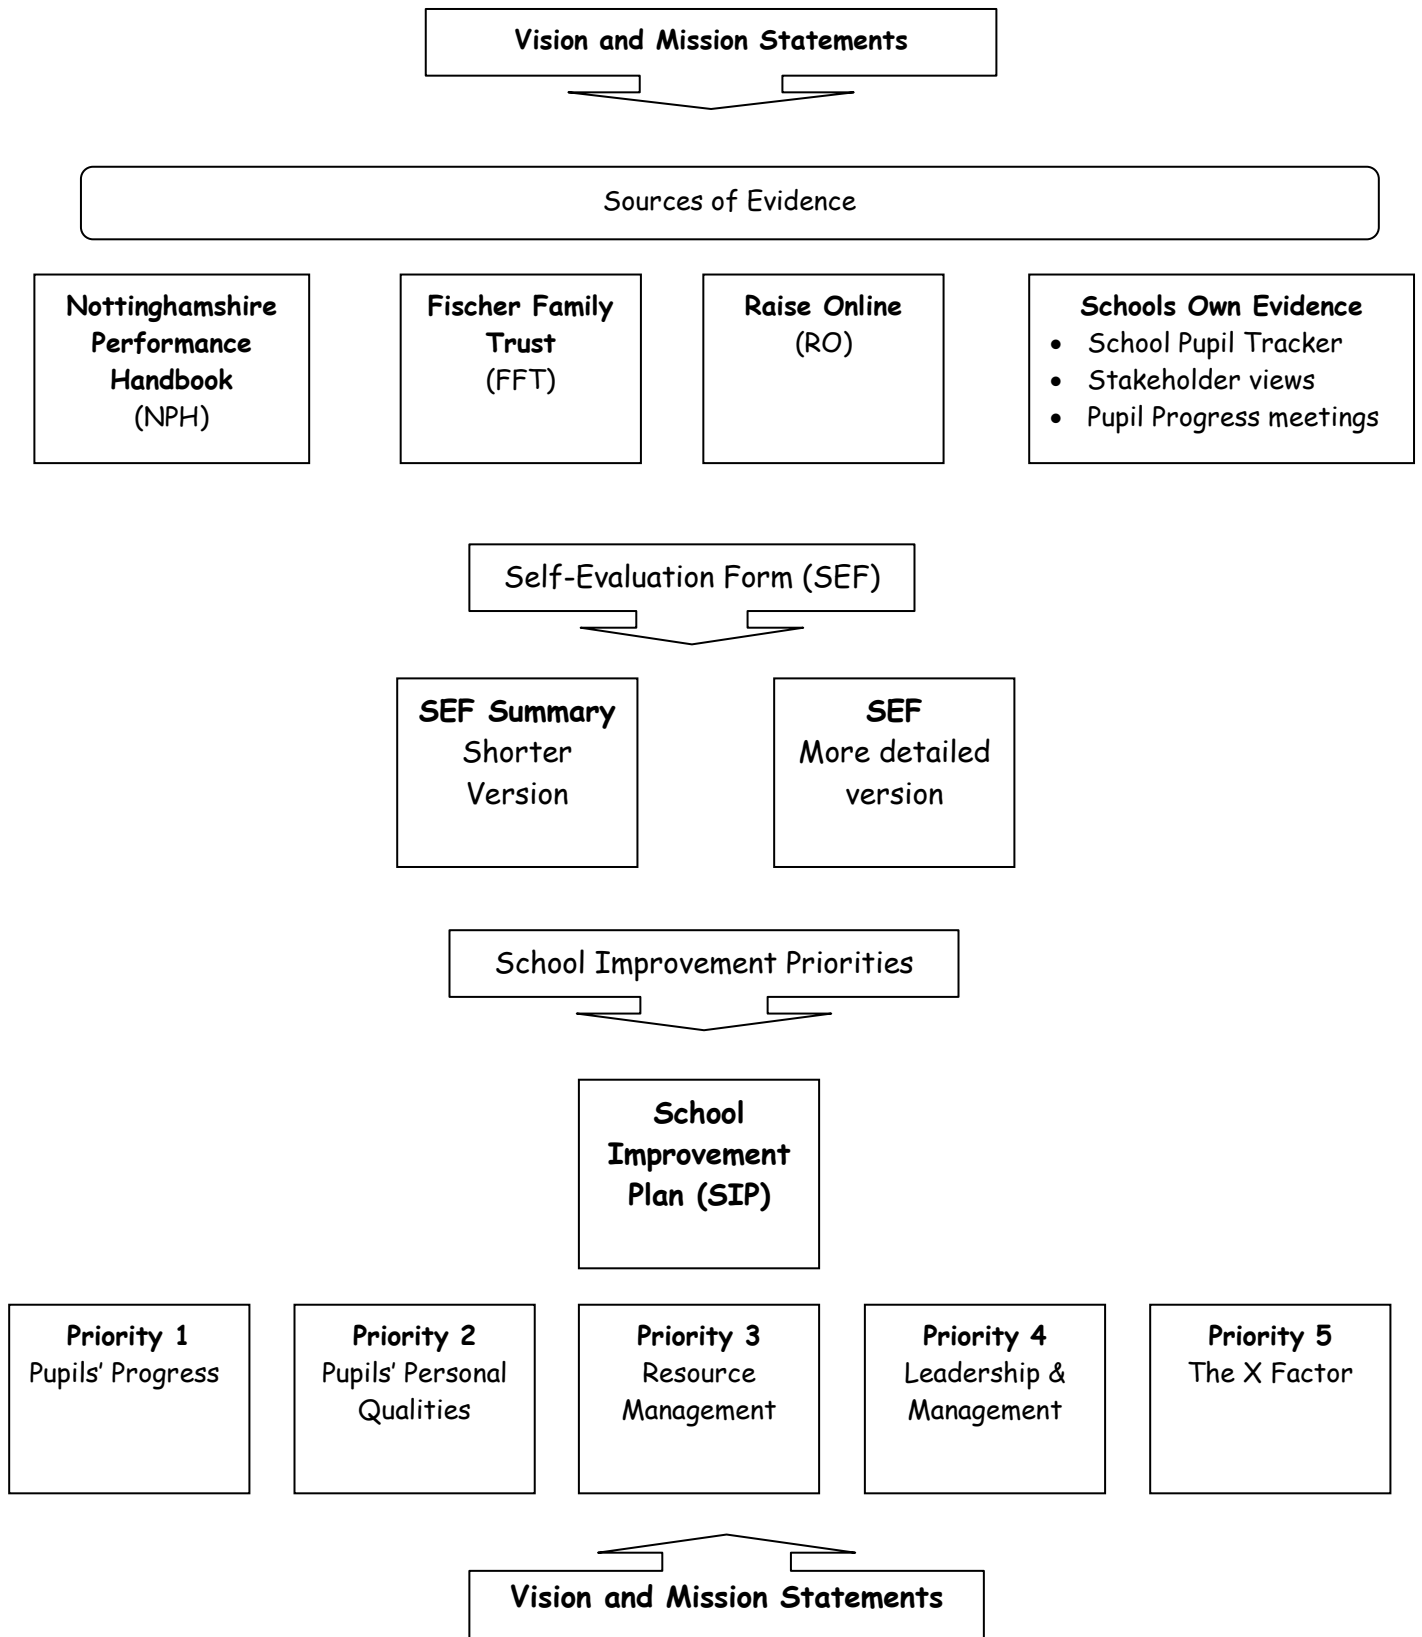 Vision and Mission Statements
Sources of Evidence
Nottinghamshire
Performance
Handbook
(NPH)
Fischer Family
Trust
(FFT)
Raise Online
(RO)
Schools Own Evidence
• School Pupil Tracker
• Stakeholder views
• Pupil Progress meetings
Self-Evaluation Form (SEF)
SEF Summary
Shorter
Version
SEF
More detailed
version
School Improvement Priorities
School
Improvement
Plan (SIP)
Priority 1
Pupils’ Progress
Priority 2
Pupils’ Personal
Qualities
Priority 3
Resource
Management
Priority 4
Leadership &
Management
Priority 5
The X Factor
Vision and Mission Statements